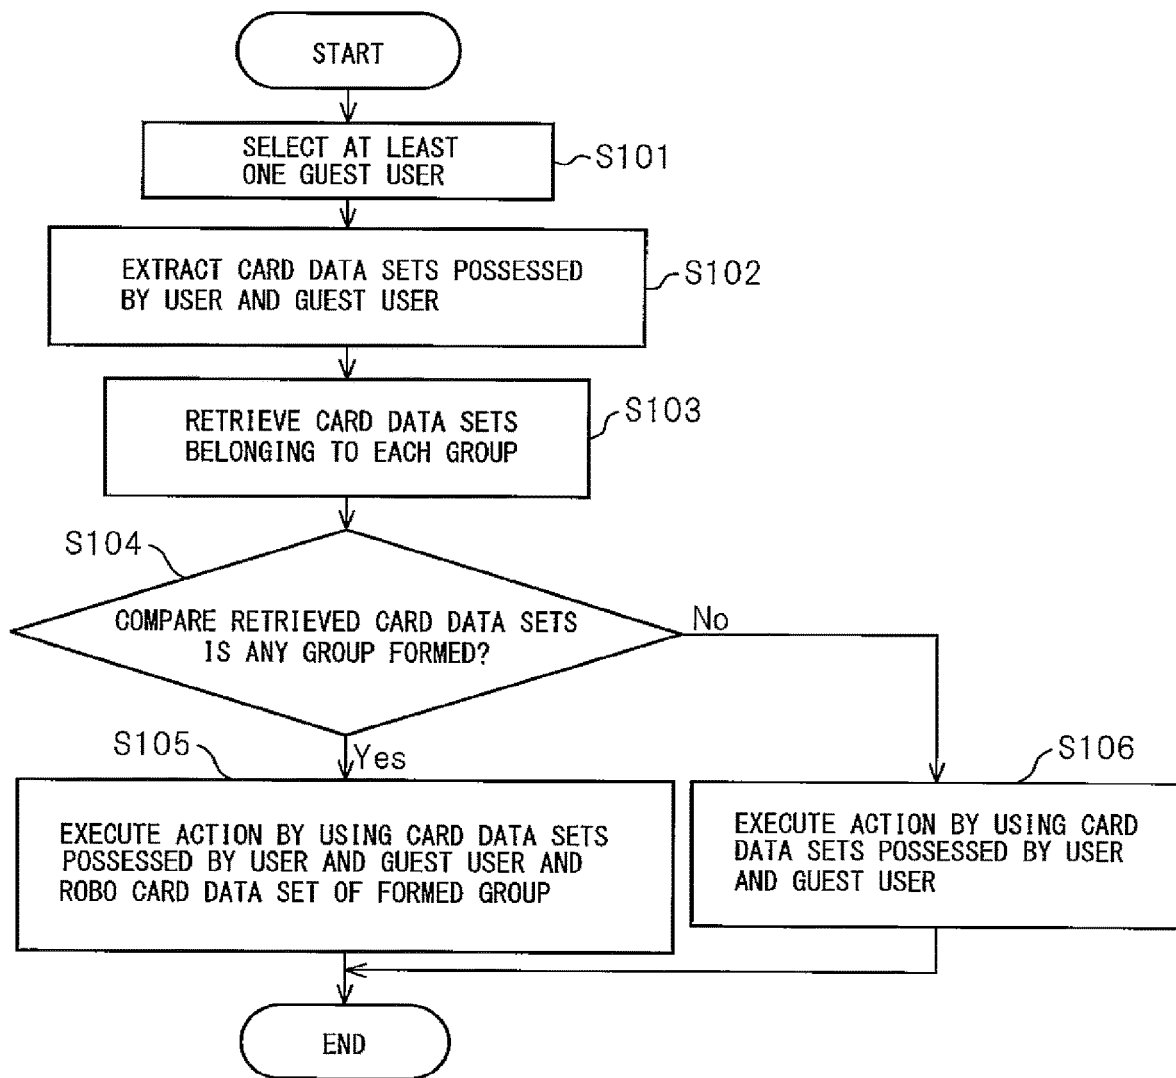 START
SELECT AT LEAST
ONE GUEST USER
S101
EXTRACT CARD DATA SETS POSSESSED
BY USER AND GUEST USER
S102
RETRIEVE CARD DATA SETS
BELONGING TO EACH GROUP
S103
S104
COMPARE RETRIEVED CARD DATA SETS
IS ANY GROUP FORMED?
No
Yes
S105
EXECUTE ACTION BY USING CARD DATA SETS
POSSESSED BY USER AND GUEST USER AND
ROBO CARD DATA SET OF FORMED GROUP
S106
EXECUTE ACTION BY USING CARD
DATA SETS POSSESSED BY USER
AND GUEST USER
END